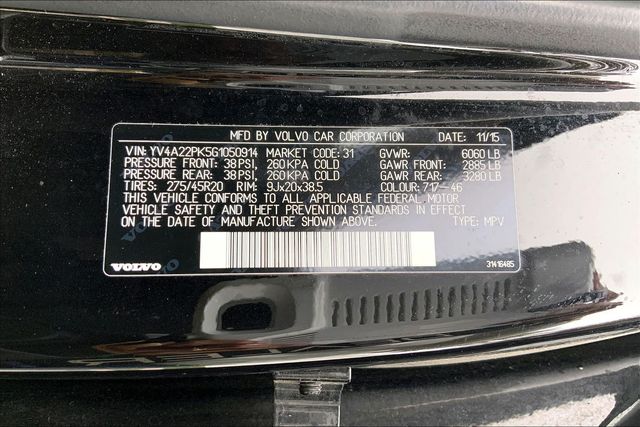 MFD BY VOLVO CAR CORPORATION DATE: 11/15
VIN: YV4A22PK5G1050914 MARKET CODE: 31 GVWR: 6060 LB
PRESSURE FRONT: 38 PSI, 260 KPA COLD GAWR FRONT: 2885 LB
PRESSURE REAR: 38 PSI, 260 KPA COLD GAWR REAR: 3280 LB
TIRES: 275/45R20 RIM: 9Jx20x38.5 COLOUR: 717-46
THIS VEHICLE CONFORMS TO ALL APPLICABLE FEDERAL MOTOR
VEHICLE SAFETY AND THEFT PREVENTION STANDARDS IN EFFECT
ON THE DATE OF MANUFACTURE SHOWN ABOVE. TYPE: MPV
VOLVO 31416485